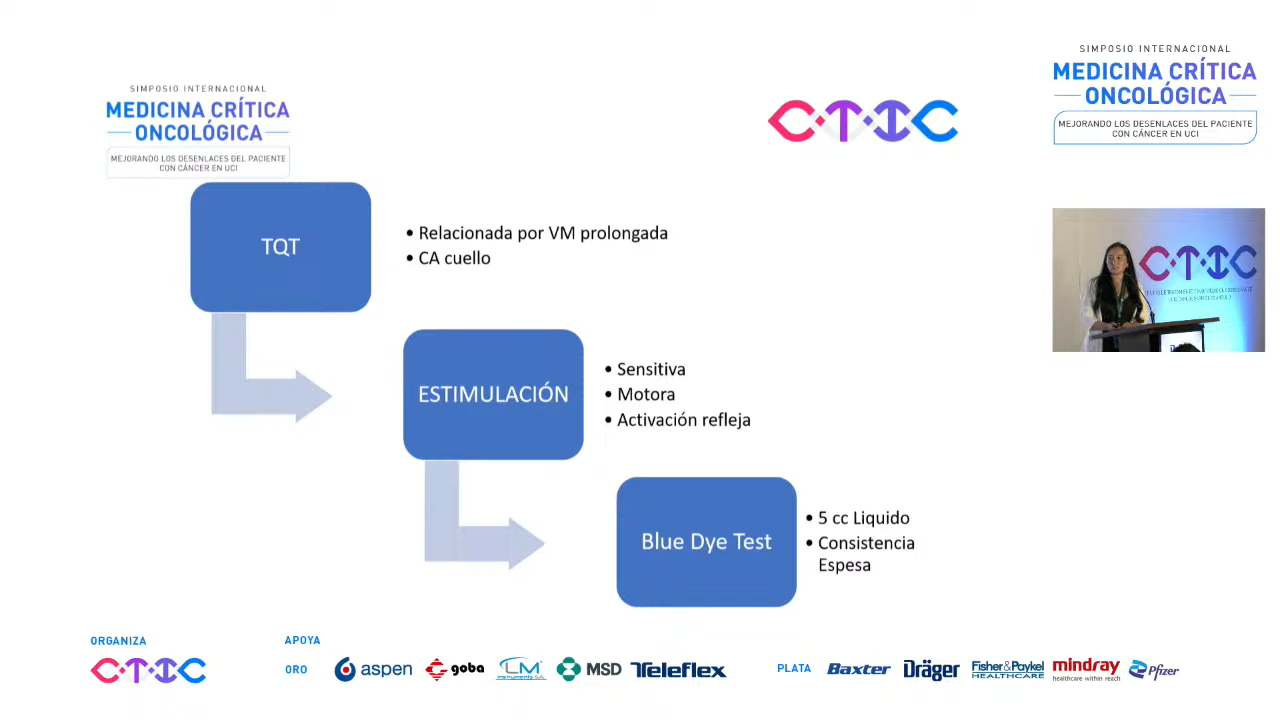 SIMPOSIO INTERNACIONAL
MEDICINA CRÍTICA
ONCOLÓGICA
MEJORANDO LOS DESENLACES DEL PACIENTE
CON CÁNCER EN UCI
CTIC
SIMPOSIO INTERNACIONAL
MEDICINA CRÍTICA
ONCOLÓGICA
MEJORANDO LOS DESENLACES DEL PACIENTE
CON CÁNCER EN UCI
TQT
• Relacionada por VM prolongada
• CA cuello
CTIC
ESTIMULACIÓN
• Sensitiva
• Motora
• Activación refleja
Blue Dye Test
• 5 cc Liquido
• Consistencia
Espesa
ORGANIZA
CTIC
APOYA
ORO
aspen
goba
LM
Instruments S.A.
MSD
Teleflex
PLATA
Baxter
Dräger
Fisher & Paykel
HEALTHCARE
mindray
healthcare within reach
Pfizer